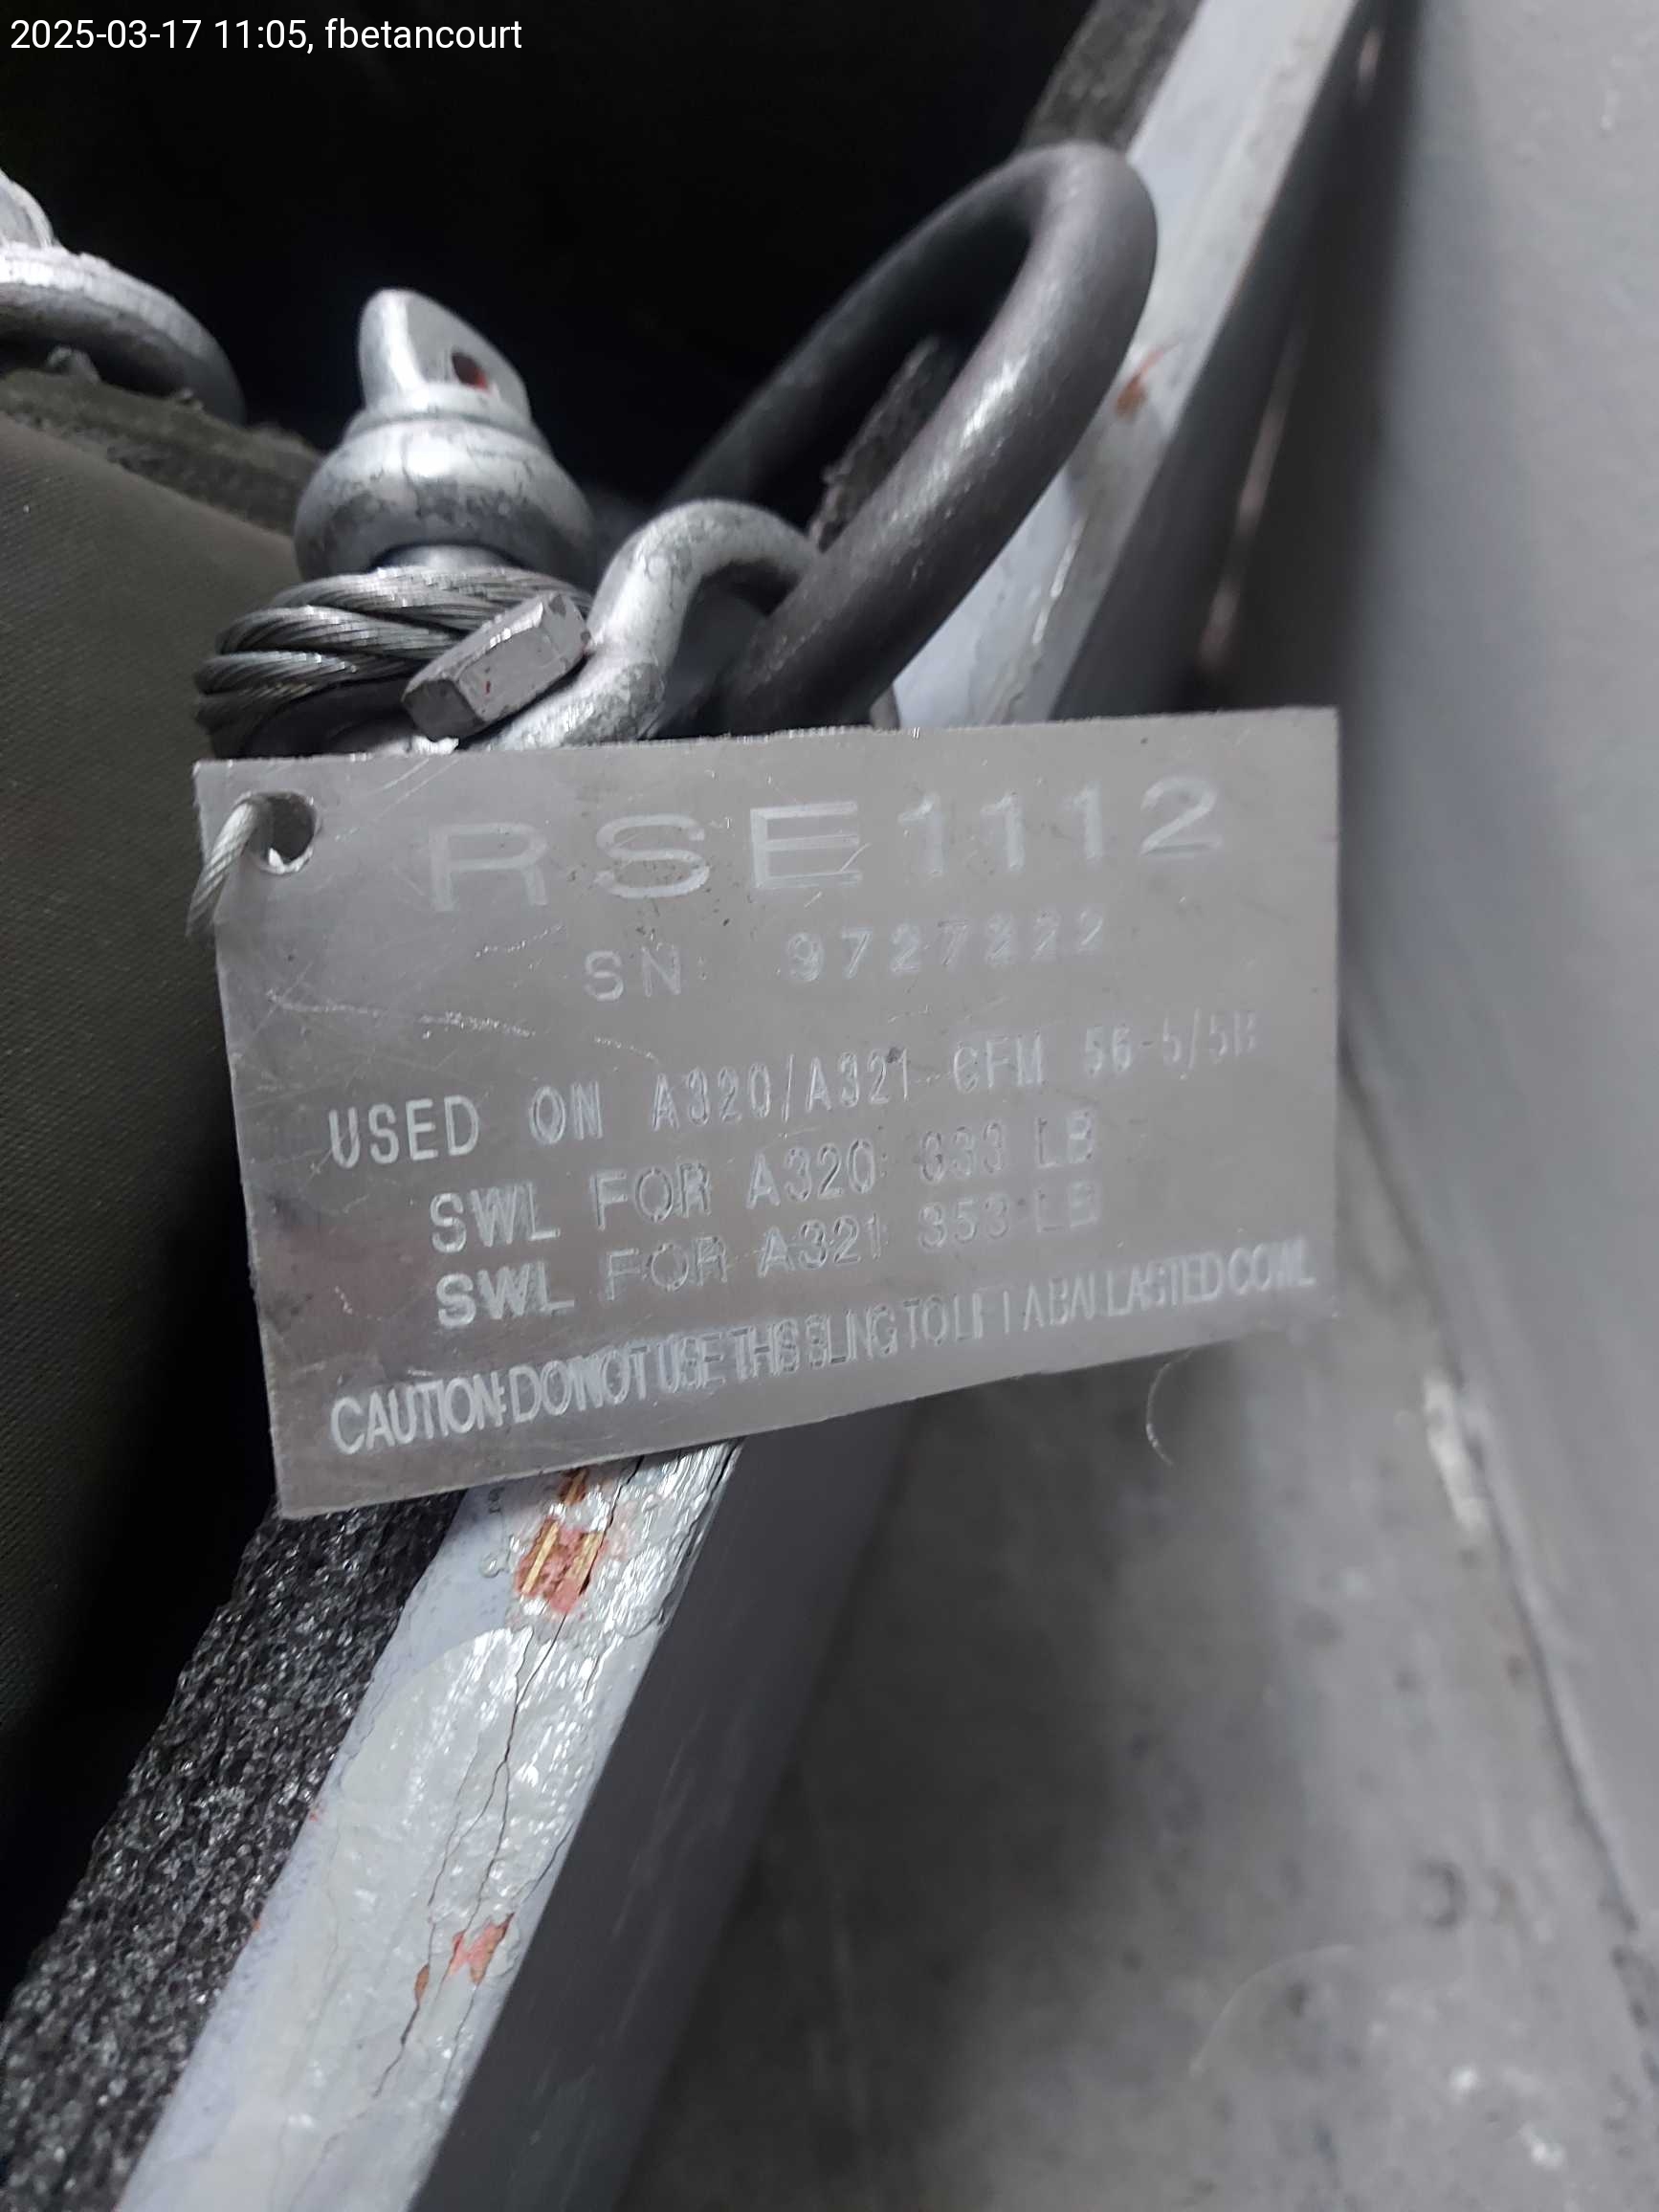 2025-03-17 11:05, fbetancourt
RSE1112
SN: 9727322
USED ON A320/A321 CFM 56-5/5B
SWL FOR A320: 333 LB
SWL FOR A321 353 LB
CAUTION: DO NOT USE THIS SLING TO LIFT A BALLASTED COWL